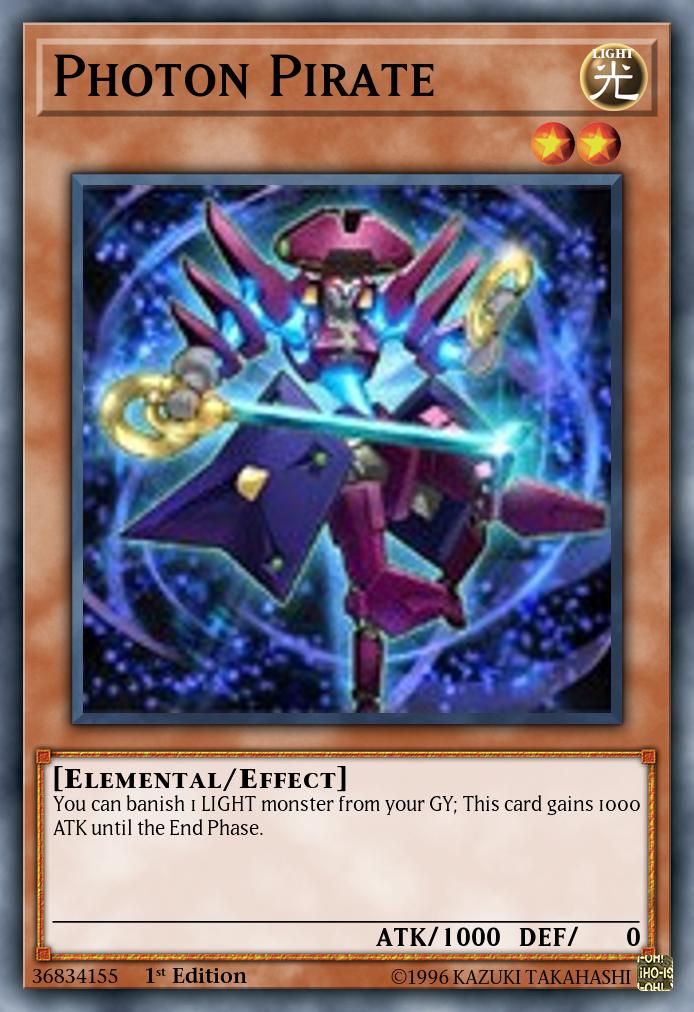 PHOTON PIRATE
LIGHT
光
[ELEMENTAL/EFFECT]
You can banish 1 LIGHT monster from your GY; This card gains 1000
ATK until the End Phase.
ATK/1000 DEF/ 0
36834155 1st Edition ©1996 KAZUKI TAKAHASHI